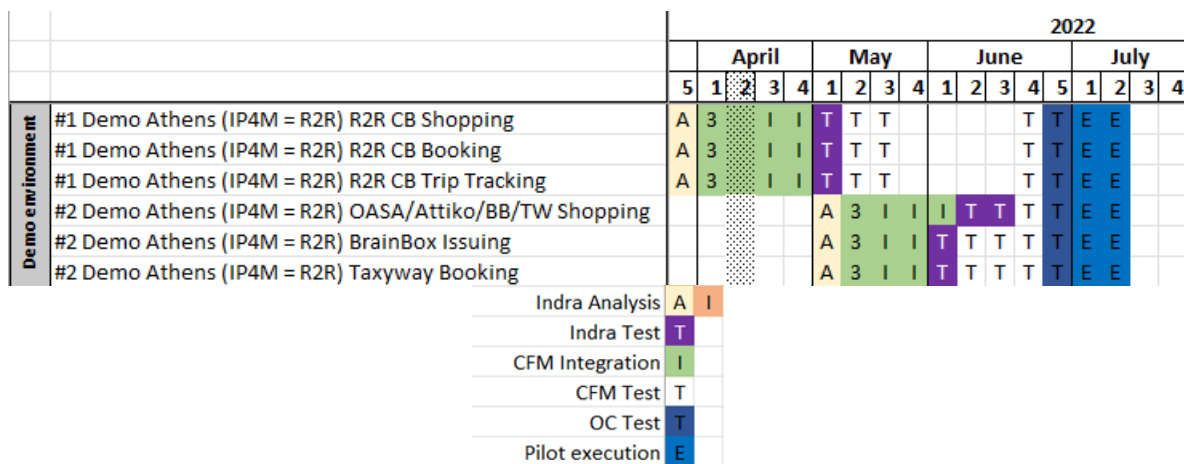 2022
April May June July
5 1 2 3 4 1 2 3 4 1 2 3 4 5 1 2 3 4
Demo environment
#1 Demo Athens (IP4M = R2R) R2R CB Shopping A 3 I I T T T T T E E
#1 Demo Athens (IP4M = R2R) R2R CB Booking A 3 I I T T T T T E E
#1 Demo Athens (IP4M = R2R) R2R CB Trip Tracking A 3 I I T T T T T E E
#2 Demo Athens (IP4M = R2R) OASA/Attiko/BB/TW Shopping A 3 I I I T T T T E E
#2 Demo Athens (IP4M = R2R) BrainBox Issuing A 3 I I T T T T T E E
#2 Demo Athens (IP4M = R2R) Taxyway Booking A 3 I I T T T T T E E
Indra Analysis A I
Indra Test T
CFM Integration I
CFM Test T
OC Test T
Pilot execution E